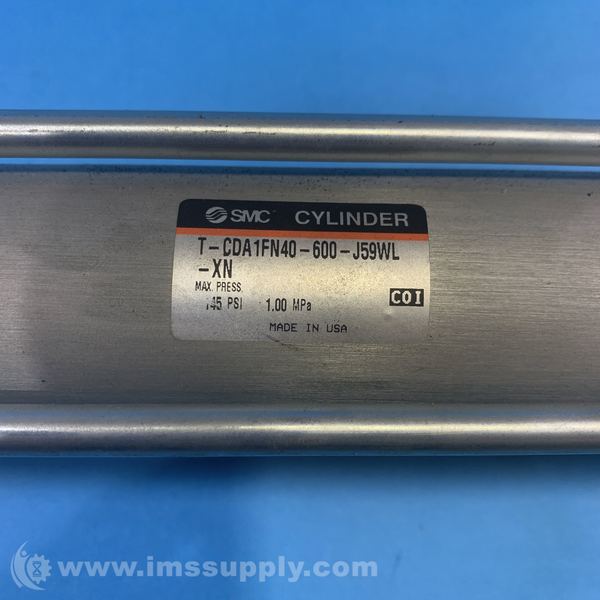 SMC CYLINDER
T-CDA1FN40-600-J59WL
-XN
MAX. PRESS.
145 PSI 1.00 MPa
COI
MADE IN USA
www.imssupply.com